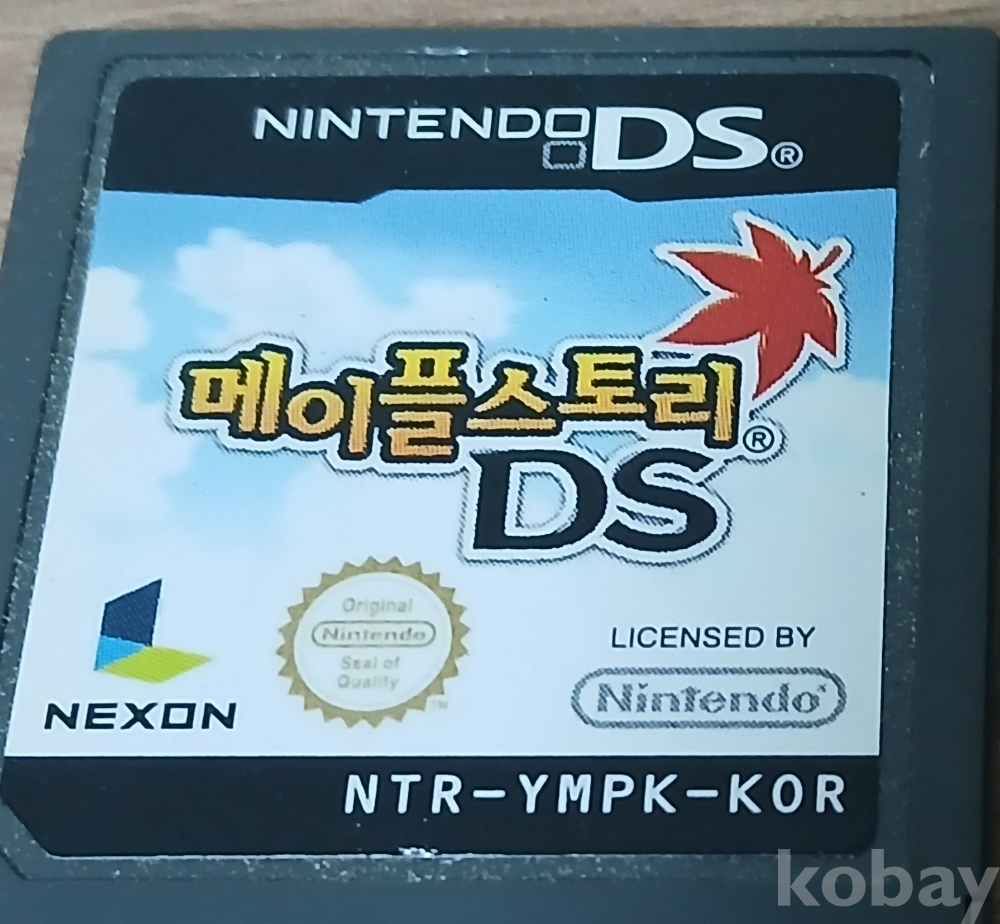 NINTENDO DS®
메이플스토리®
DS
Original
Nintendo
Seal of
Quality
TM
NEXON
LICENSED BY
Nintendo®
NTR-YMPK-KOR
kobay